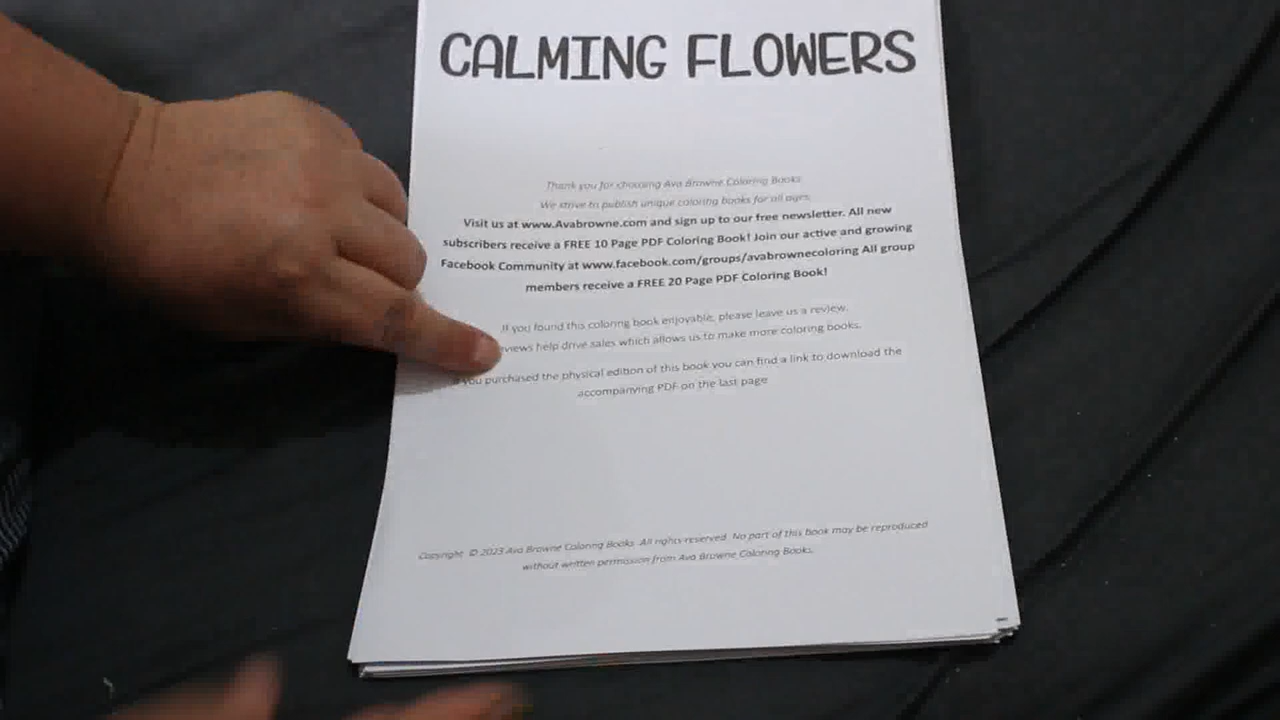 CALMING FLOWERS
Thank you for choosing Ava Browne Coloring Books.
We strive to publish unique coloring books for all ages.
Visit us at www.Avabrowne.com and sign up to our free newsletter. All new
subscribers receive a FREE 10 Page PDF Coloring Book! Join our active and growing
Facebook Community at www.facebook.com/groups/avabrownecoloring All group
members receive a FREE 20 Page PDF Coloring Book!
If you found this coloring book enjoyable, please leave us a review.
views help drive sales which allows us to make more coloring books.
you purchased the physical edition of this book you can find a link to download the
accompanying PDF on the last page
Copyright © 2023 Ava Browne Coloring Books. All rights reserved. No part of this book may be reproduced
without written permission from Ava Browne Coloring Books.